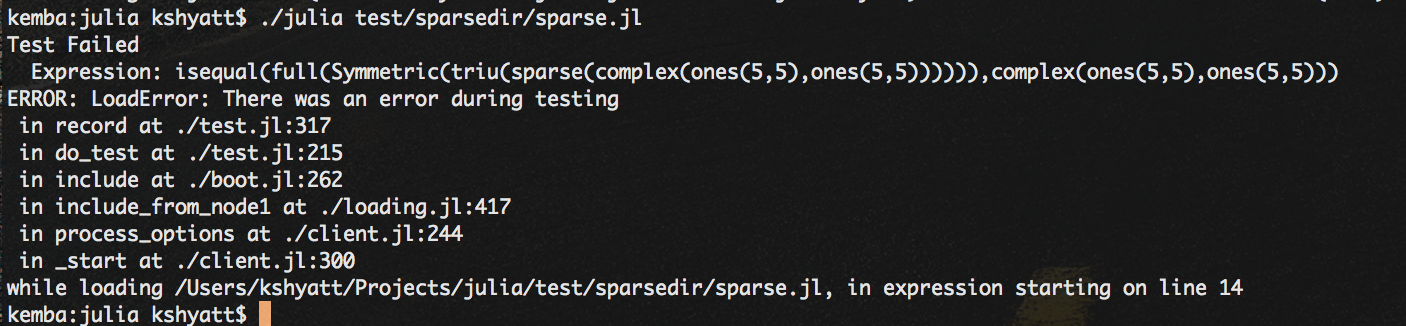 kemba:julia kshyatt$ ./julia test/sparsedir/sparse.jl
Test Failed
  Expression: isequal(full(Symmetric(triu(sparse(complex(ones(5,5),ones(5,5)))))),complex(ones(5,5),ones(5,5)))
ERROR: LoadError: There was an error during testing
 in record at ./test.jl:317
 in do_test at ./test.jl:215
 in include at ./boot.jl:262
 in include_from_node1 at ./loading.jl:417
 in process_options at ./client.jl:244
 in _start at ./client.jl:300
while loading /Users/kshyatt/Projects/julia/test/sparsedir/sparse.jl, in expression starting on line 14
kemba:julia kshyatt$